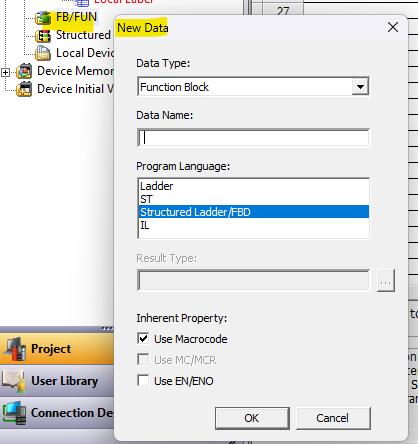 Local Label
27
FB/FUN
New Data
Structured
Local Devic
Device Memor
Device Initial V
Data Type:
Function Block
Data Name:
Program Language:
Ladder
ST
Structured Ladder/FBD
IL
Result Type:
...
Inherent Property:
Use Macrocode
Use MC/MCR
Use EN/ENO
Project
User Library
Connection De
OK
Cancel